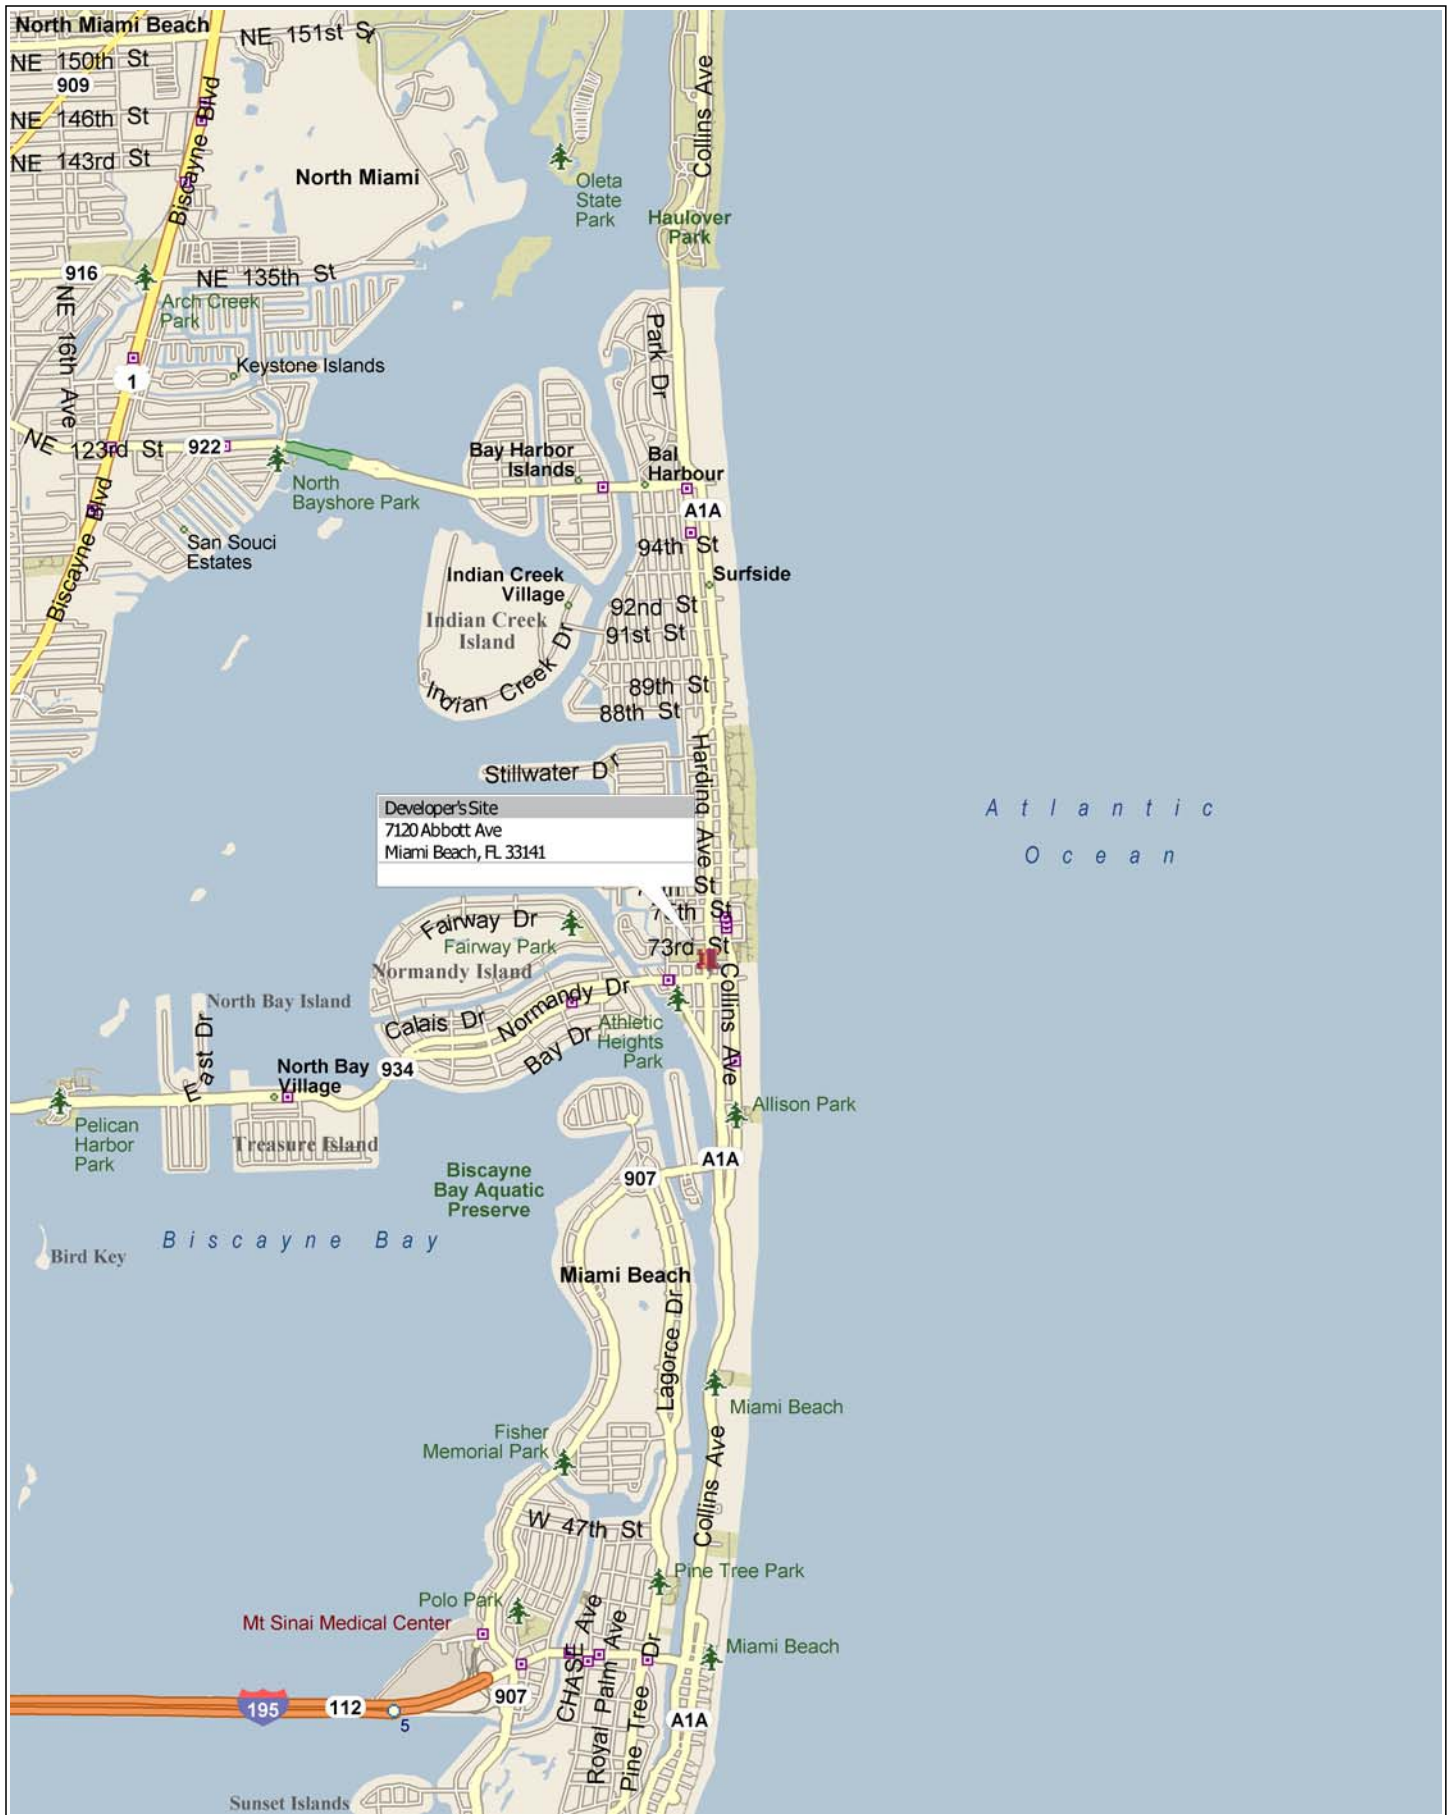 North Miami Beach
NE 151st St
NE 150th St
909
NE 146th St
NE 143rd St
Biscayne Blvd
Collins Ave
North Miami
Oleta
State
Park
Haulover
Park
916
NE 135th St
Arch Creek
Park
NE 16th Ave
Park Dr
Keystone Islands
1
NE 123rd St
922
Bay Harbor
Islands
Bal
Harbour
North
Bayshore Park
A1A
Biscayne Blvd
San Souci
Estates
94th St
Indian Creek
Village
Surfside
Indian Creek
Island
92nd St
91st St
Indian Creek Dr
89th St
88th St
Harding Ave
Stillwater Dr
Developer's Site
7120 Abbott Ave
Miami Beach, FL 33141
Atlantic
Ocean
St
75th St
Fairway Dr
Fairway Park
73rd St
Normandy Island
North Bay Island
Collins Ave
Calais Dr
Normandy Dr
Bay Dr
Athletic
Heights
Park
East Dr
North Bay
Village
934
Allison Park
Pelican
Harbor
Park
Treasure Island
A1A
907
Biscayne
Bay Aquatic
Preserve
Biscayne Bay
Bird Key
Miami Beach
Lagorce Dr
Miami Beach
Fisher
Memorial Park
Collins Ave
W 47th St
Pine Tree Park
Polo Park
Mt Sinai Medical Center
CHASE Ave
Royal Palm Ave
Pine Tree Dr
Miami Beach
195
112
5
907
A1A
Sunset Islands